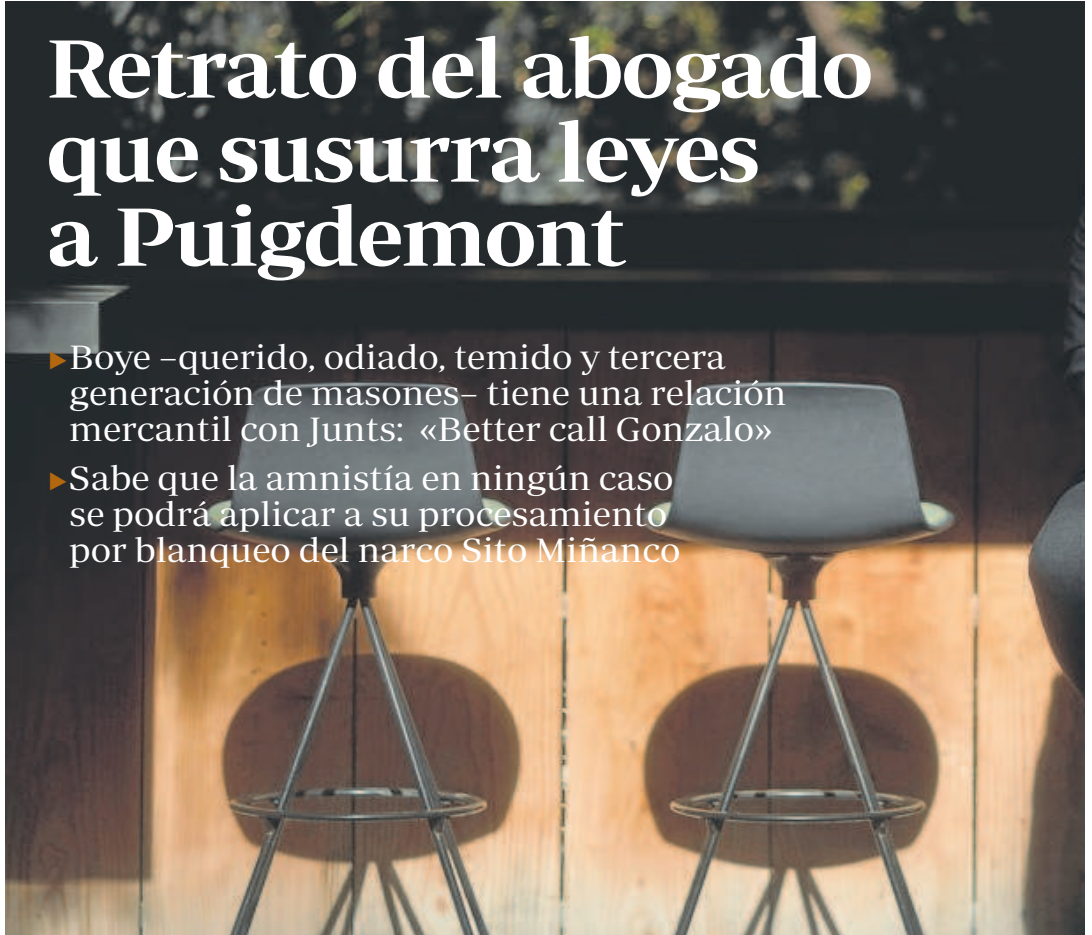 Retrato del abogado
que susurra leyes
a Puigdemont
▶Boye –querido, odiado, temido y tercera
generación de masones– tiene una relación
mercantil con Junts: «Better call Gonzalo»
▶Sabe que la amnistía en ningún caso
se podrá aplicar a su procesamiento
por blanqueo del narco Sito Miñanco